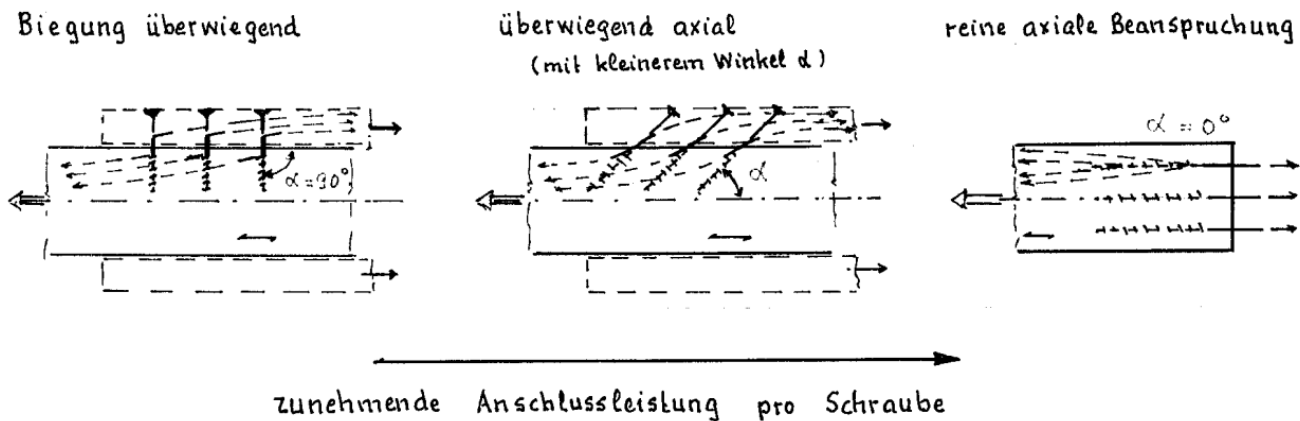 Biegung überwiegend
überwiegend axial
(mit kleinerem Winkel α)
reine axiale Beanspruchung
α = 90°
α
α = 0°
zunehmende Anschlussleistung pro Schraube